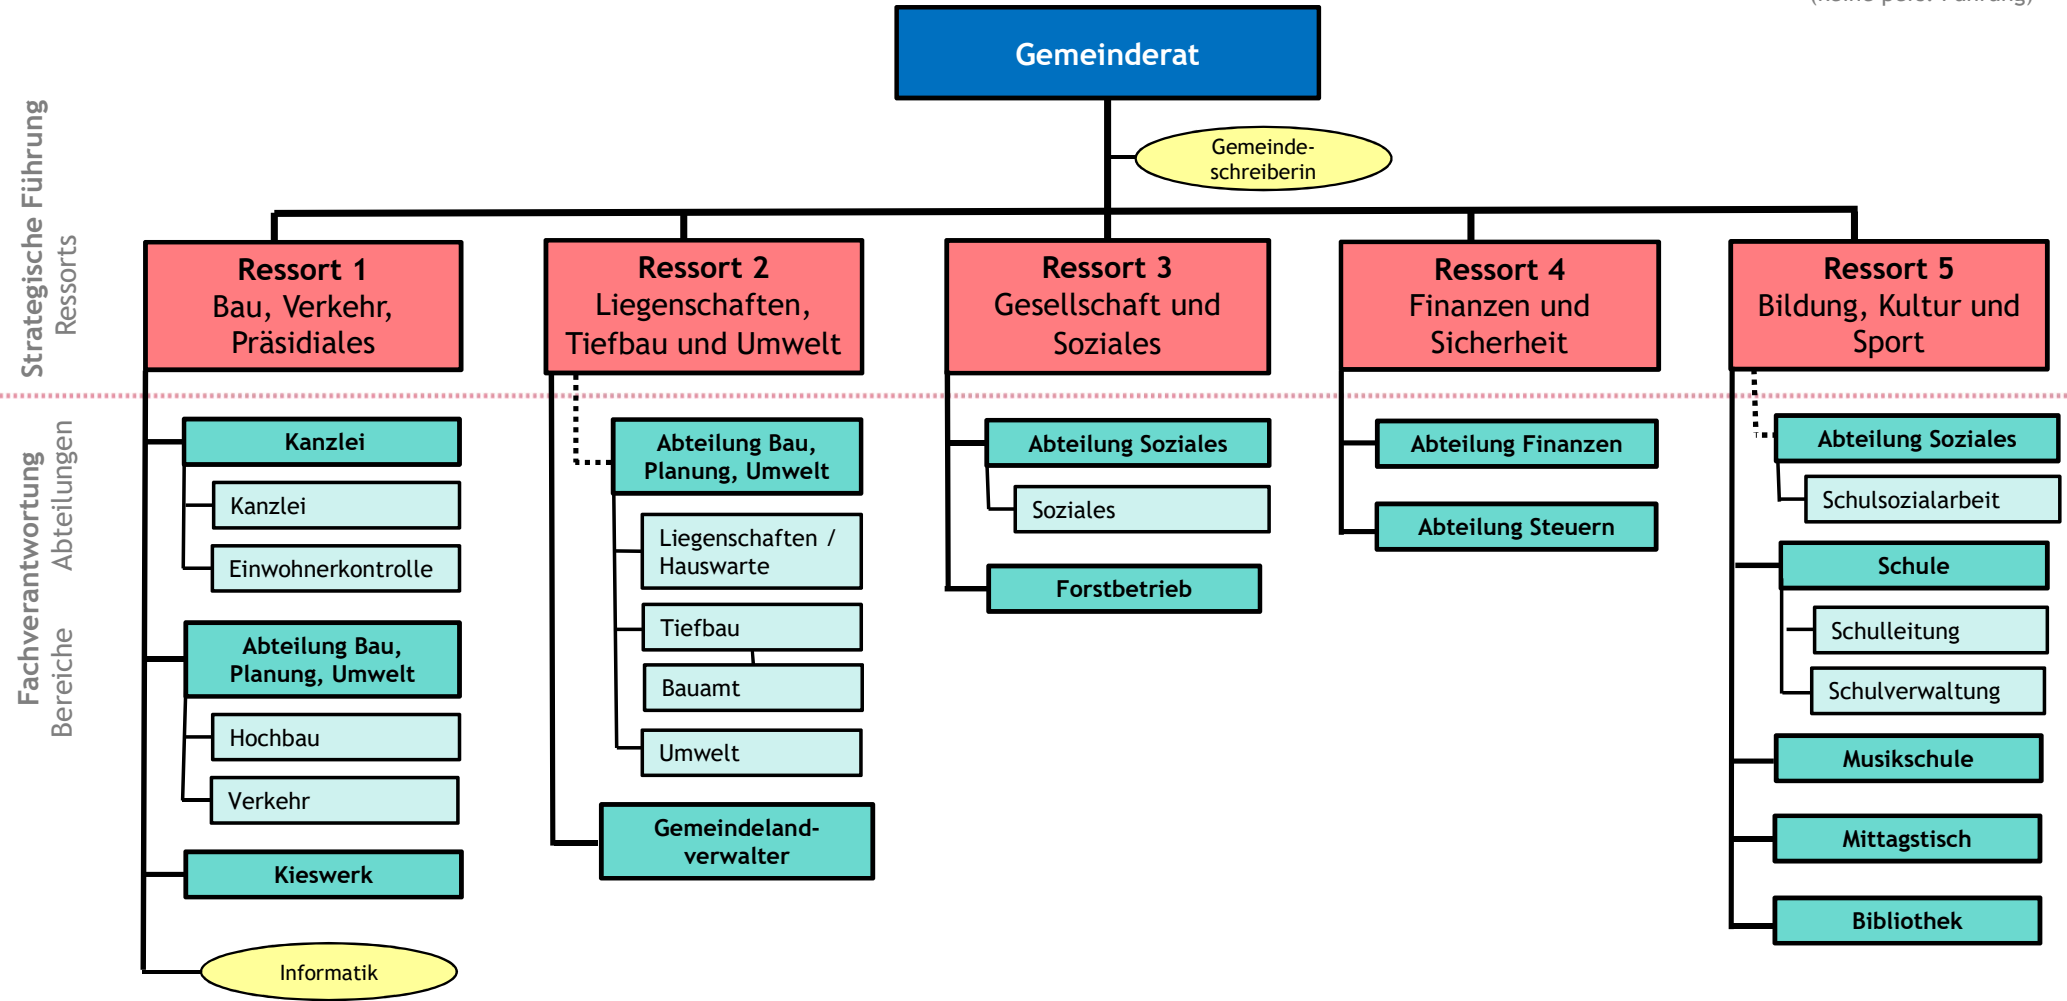 (keine pers. Führung)
Gemeinderat
Gemeinde-
schreiberin
Strategische Führung
Ressorts
Ressort 1
Bau, Verkehr,
Präsidiales
Ressort 2
Liegenschaften,
Tiefbau und Umwelt
Ressort 3
Gesellschaft und
Soziales
Ressort 4
Finanzen und
Sicherheit
Ressort 5
Bildung, Kultur und
Sport
Fachverantwortung
Abteilungen
Bereiche
Kanzlei
Kanzlei
Einwohnerkontrolle
Abteilung Bau,
Planung, Umwelt
Hochbau
Verkehr
Kieswerk
Informatik
Abteilung Bau,
Planung, Umwelt
Liegenschaften /
Hauswarte
Tiefbau
Bauamt
Umwelt
Gemeindeland-
verwalter
Abteilung Soziales
Soziales
Forstbetrieb
Abteilung Finanzen
Abteilung Steuern
Abteilung Soziales
Schulsozialarbeit
Schule
Schulleitung
Schulverwaltung
Musikschule
Mittagstisch
Bibliothek